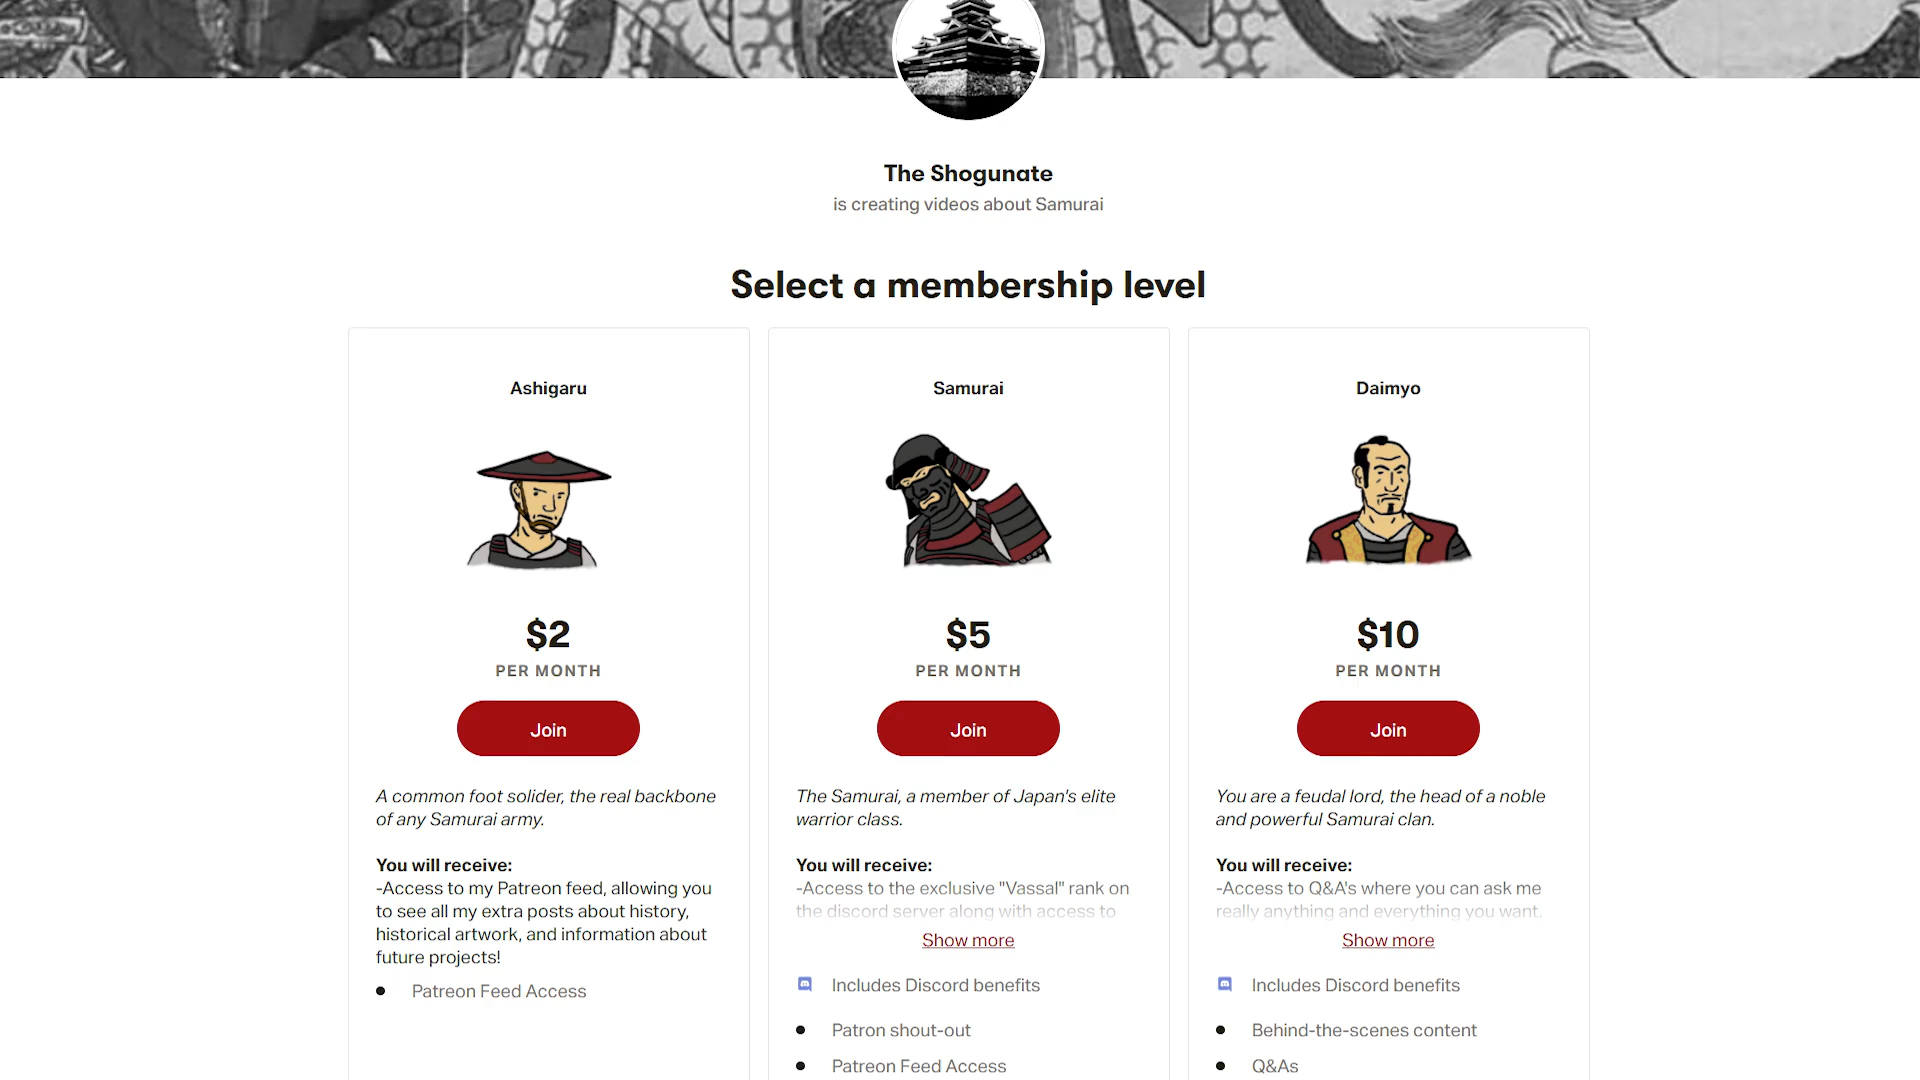 The Shogunate
is creating videos about Samurai
Select a membership level
Ashigaru
$2
PER MONTH
Join
A common foot solider, the real backbone
of any Samurai army.
You will receive:
-Access to my Patreon feed, allowing you
to see all my extra posts about history,
historical artwork, and information about
future projects!
Patreon Feed Access
Samurai
$5
PER MONTH
Join
The Samurai, a member of Japan's elite
warrior class.
You will receive:
-Access to the exclusive "Vassal" rank on
the discord server along with access to
Show more
Includes Discord benefits
Patron shout-out
Patreon Feed Access
Daimyo
$10
PER MONTH
Join
You are a feudal lord, the head of a noble
and powerful Samurai clan.
You will receive:
-Access to Q&A's where you can ask me
really anything and everything you want.
Show more
Includes Discord benefits
Behind-the-scenes content
Q&As